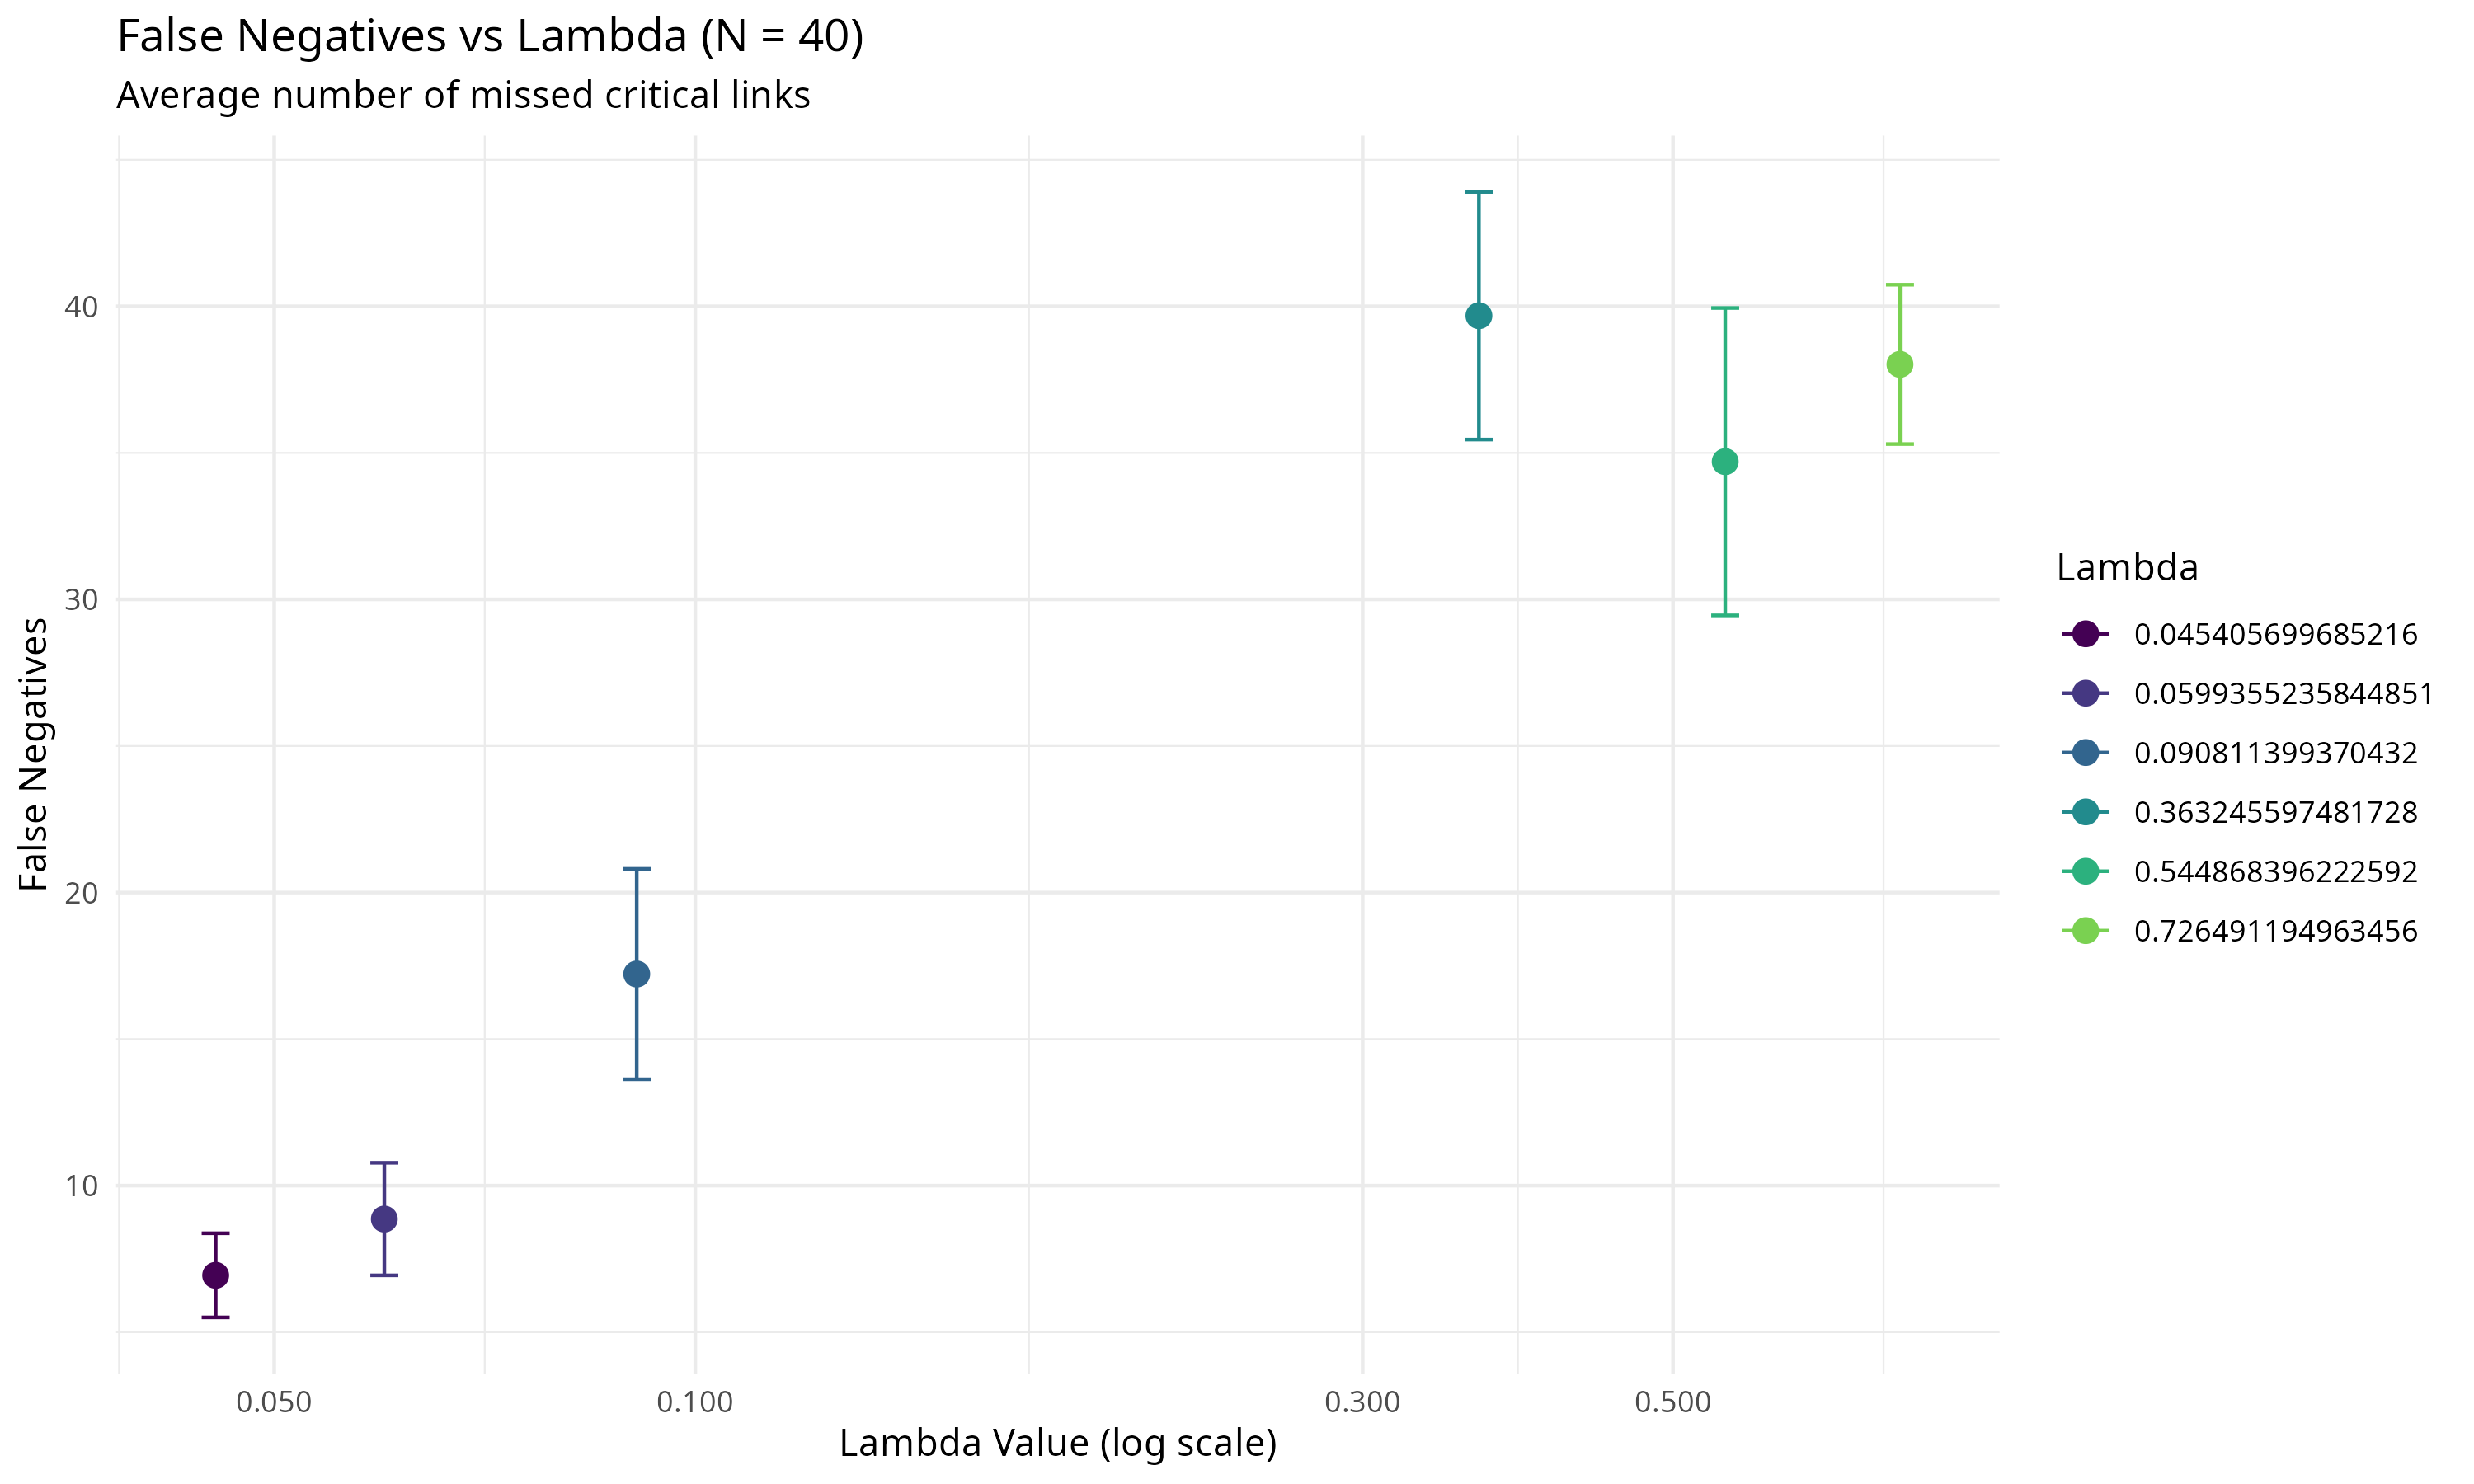 False Negatives vs Lambda (N = 40)
Average number of missed critical links
40
30
20
10
False Negatives
0.050
0.100
0.300
0.500
Lambda Value (log scale)
Lambda
0.045405699685216
0.0599355235844851
0.090811399370432
0.363245597481728
0.544868396222592
0.726491194963456